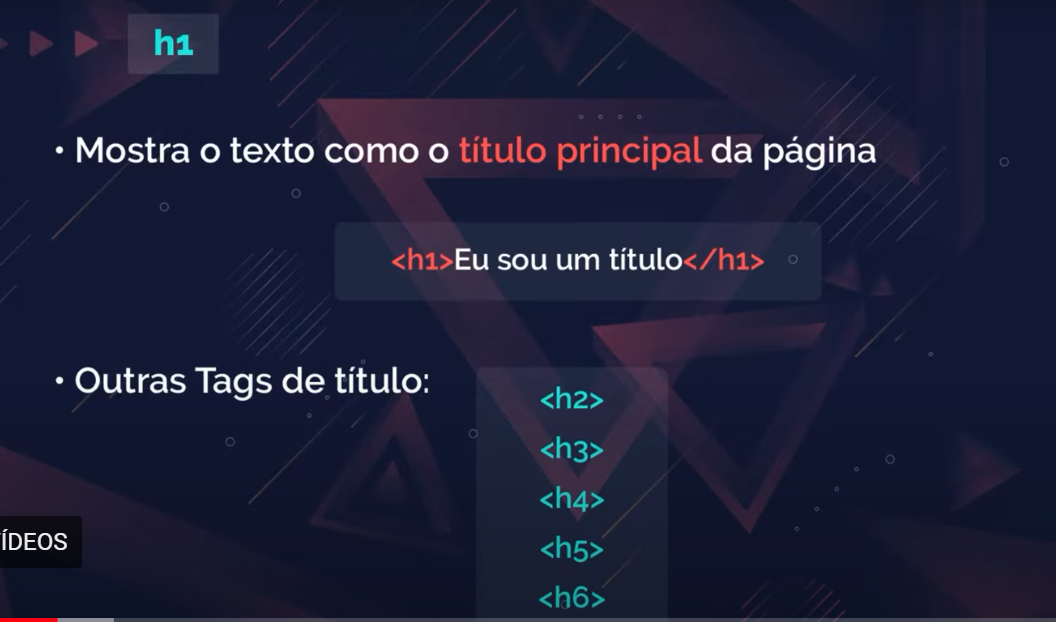 h1
• Mostra o texto como o título principal da página
<h1>Eu sou um título</h1>
• Outras Tags de título:
<h2>
<h3>
<h4>
<h5>
<h6>
ÍDEOS